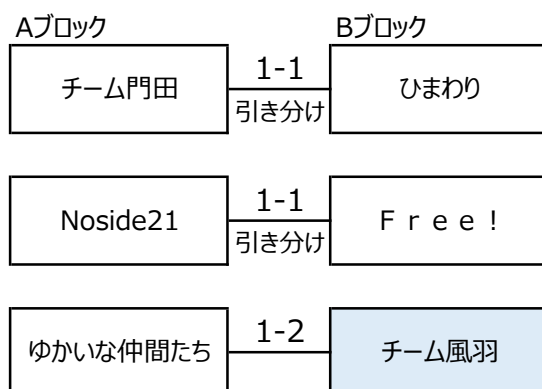 Aブロック Bブロック
チーム門田 1-1 ひまわり
引き分け
Noside21 1-1 Ｆｒｅｅ！
引き分け
ゆかいな仲間たち 1-2 チーム風羽